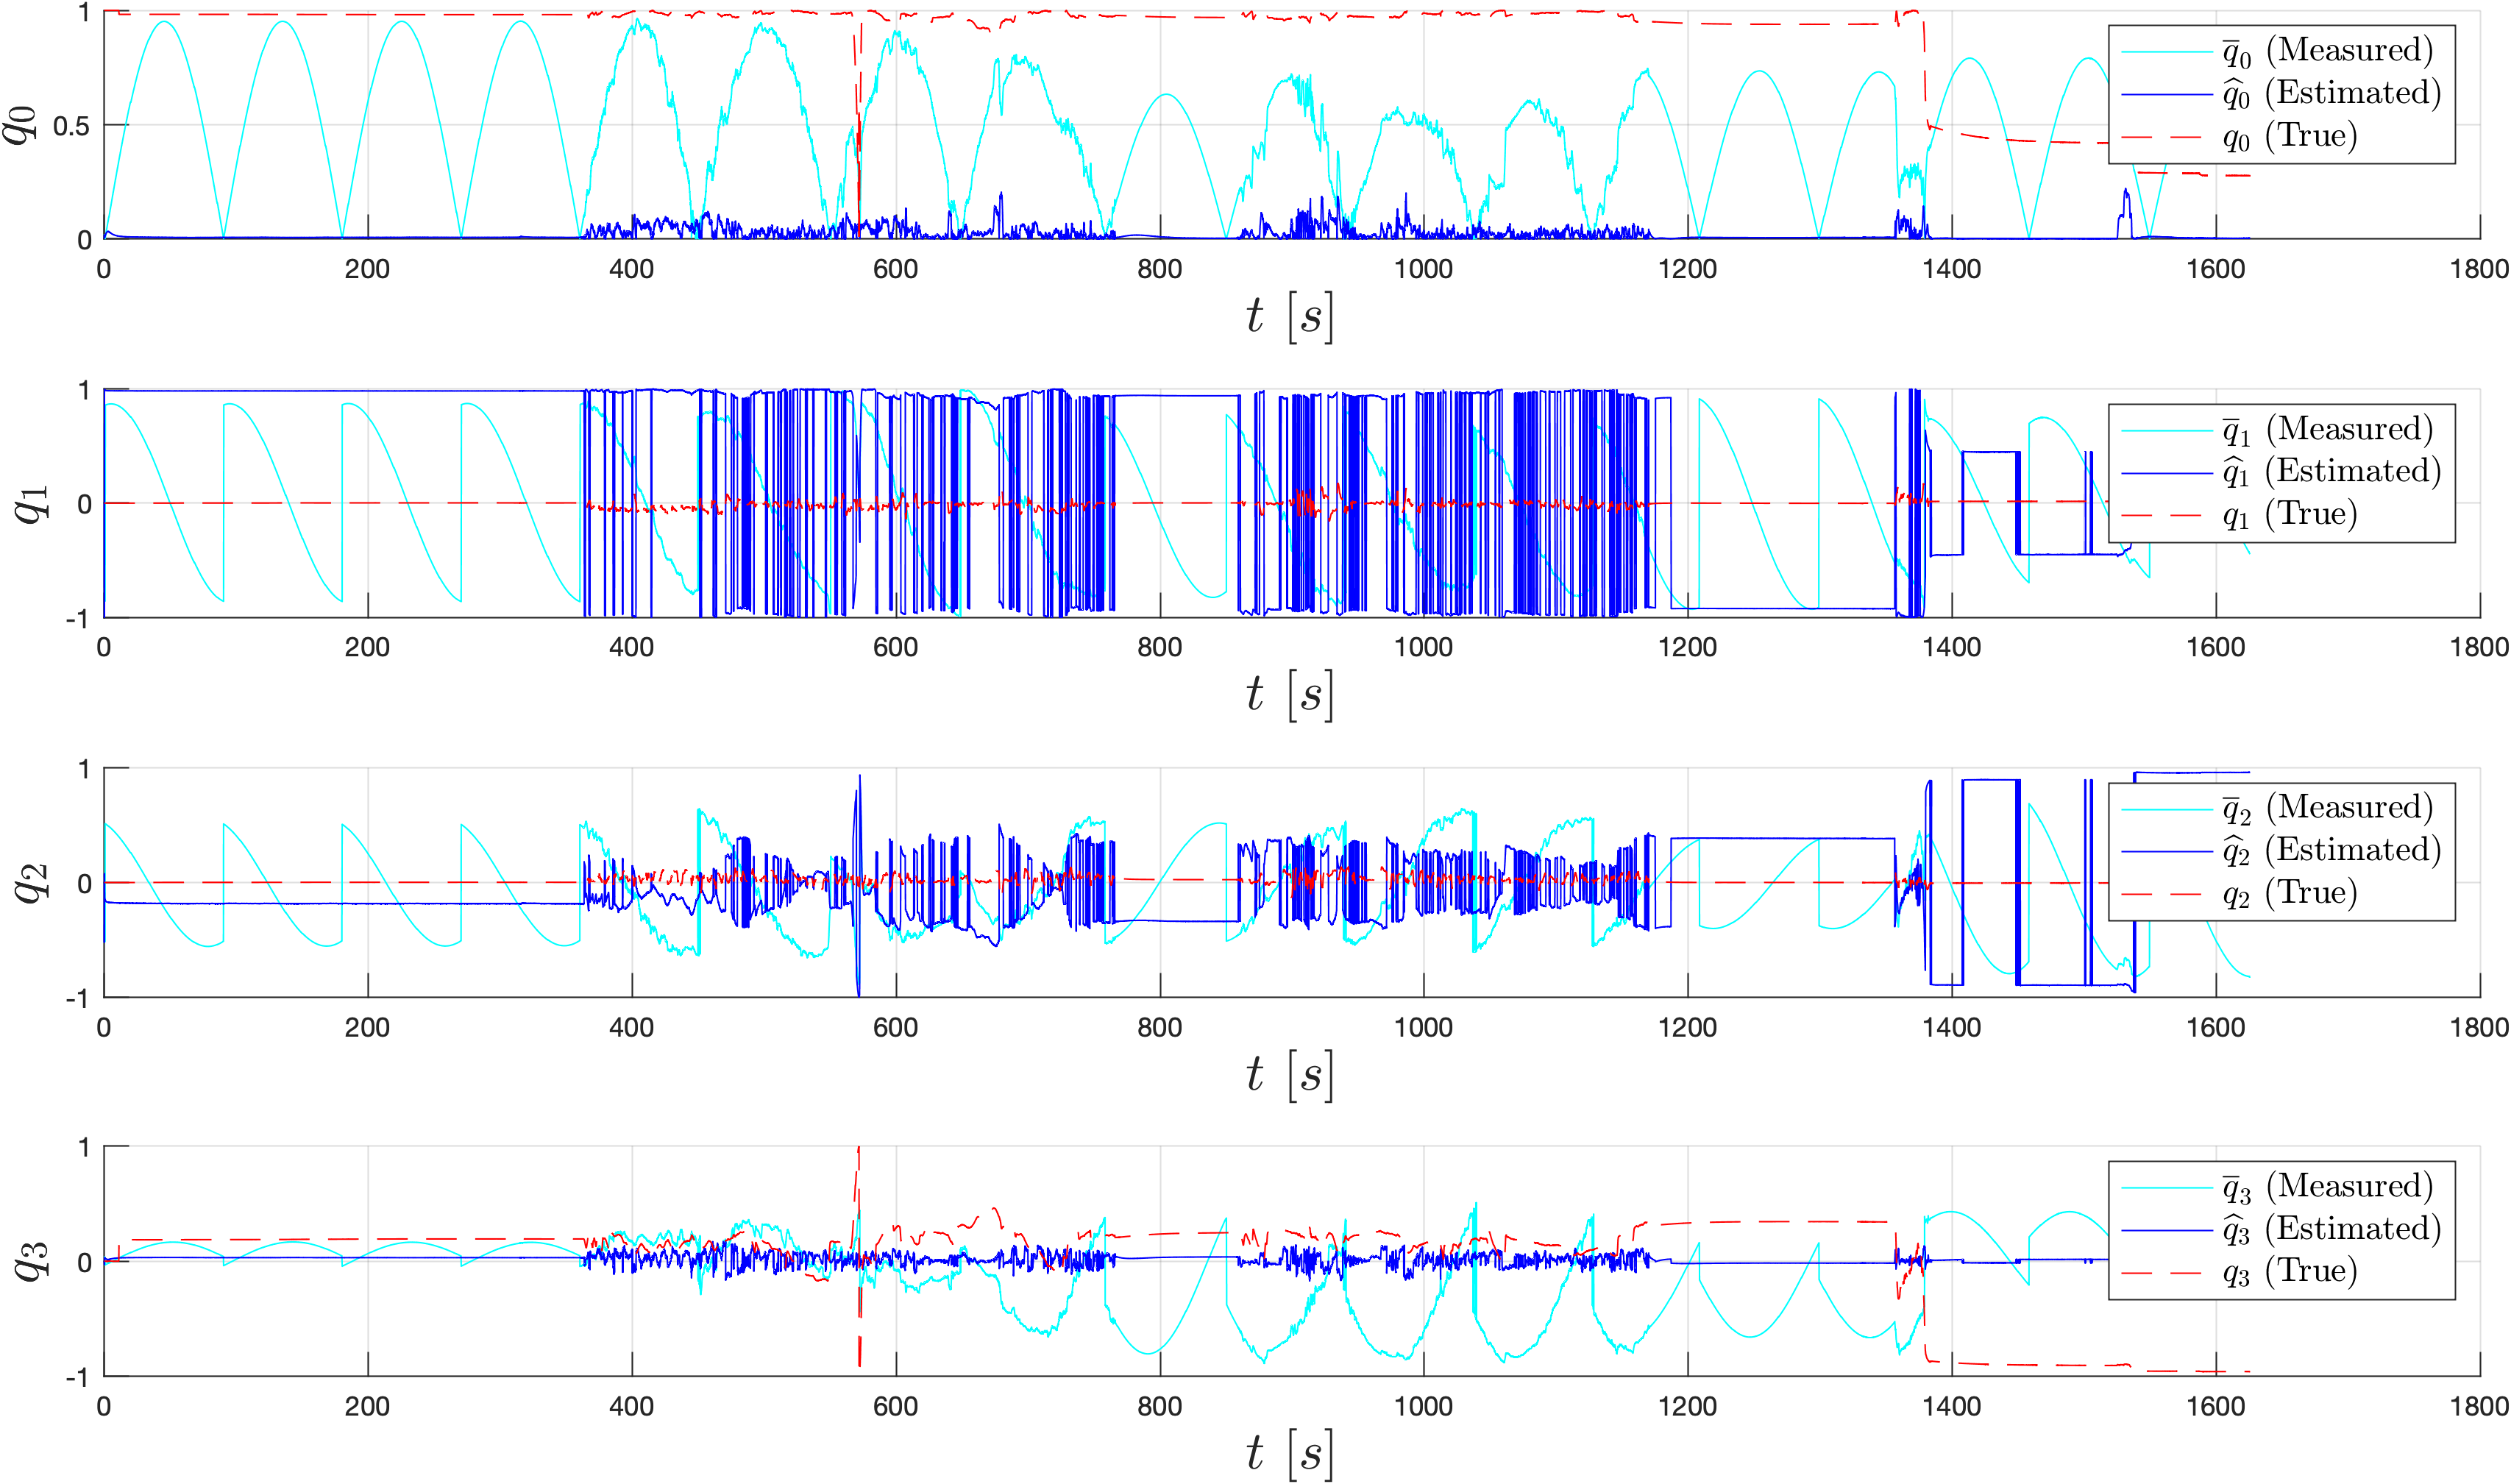 1
0.5
0
q0
q̅0 (Measured)
q̂0 (Estimated)
q0 (True)
0 200 400 600 800 1000 1200 1400 1600 1800
t [s]
1
0
-1
q1
q̅1 (Measured)
q̂1 (Estimated)
q1 (True)
0 200 400 600 800 1000 1200 1400 1600 1800
t [s]
1
0
-1
q2
q̅2 (Measured)
q̂2 (Estimated)
q2 (True)
0 200 400 600 800 1000 1200 1400 1600 1800
t [s]
1
0
-1
q3
q̅3 (Measured)
q̂3 (Estimated)
q3 (True)
0 200 400 600 800 1000 1200 1400 1600 1800
t [s]